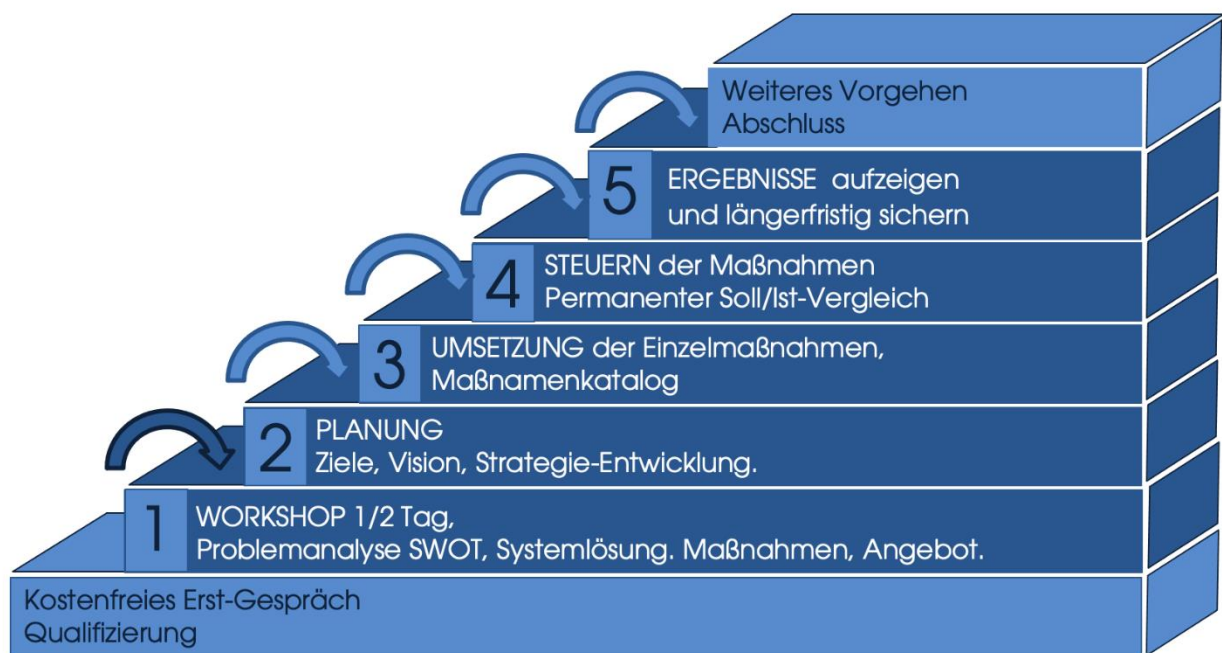 Weiteres Vorgehen
Abschluss
5 ERGEBNISSE aufzeigen
und längerfristig sichern
4 STEUERN der Maßnahmen
Permanenter Soll/Ist-Vergleich
3 UMSETZUNG der Einzelmaßnahmen,
Maßnamenkatalog
2 PLANUNG
Ziele, Vision, Strategie-Entwicklung.
1 WORKSHOP 1/2 Tag,
Problemanalyse SWOT, Systemlösung. Maßnahmen, Angebot.
Kostenfreies Erst-Gespräch
Qualifizierung